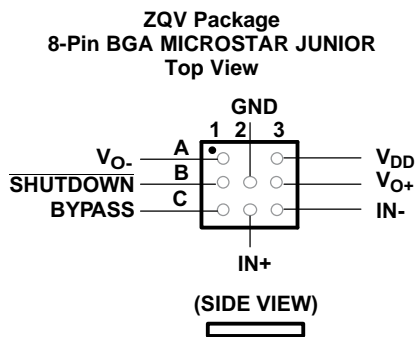 ZQV Package
8-Pin BGA MICROSTAR JUNIOR
Top View
GND
1 2 3
VO- A VDD
SHUTDOWN B VO+
BYPASS C IN-
IN+
(SIDE VIEW)